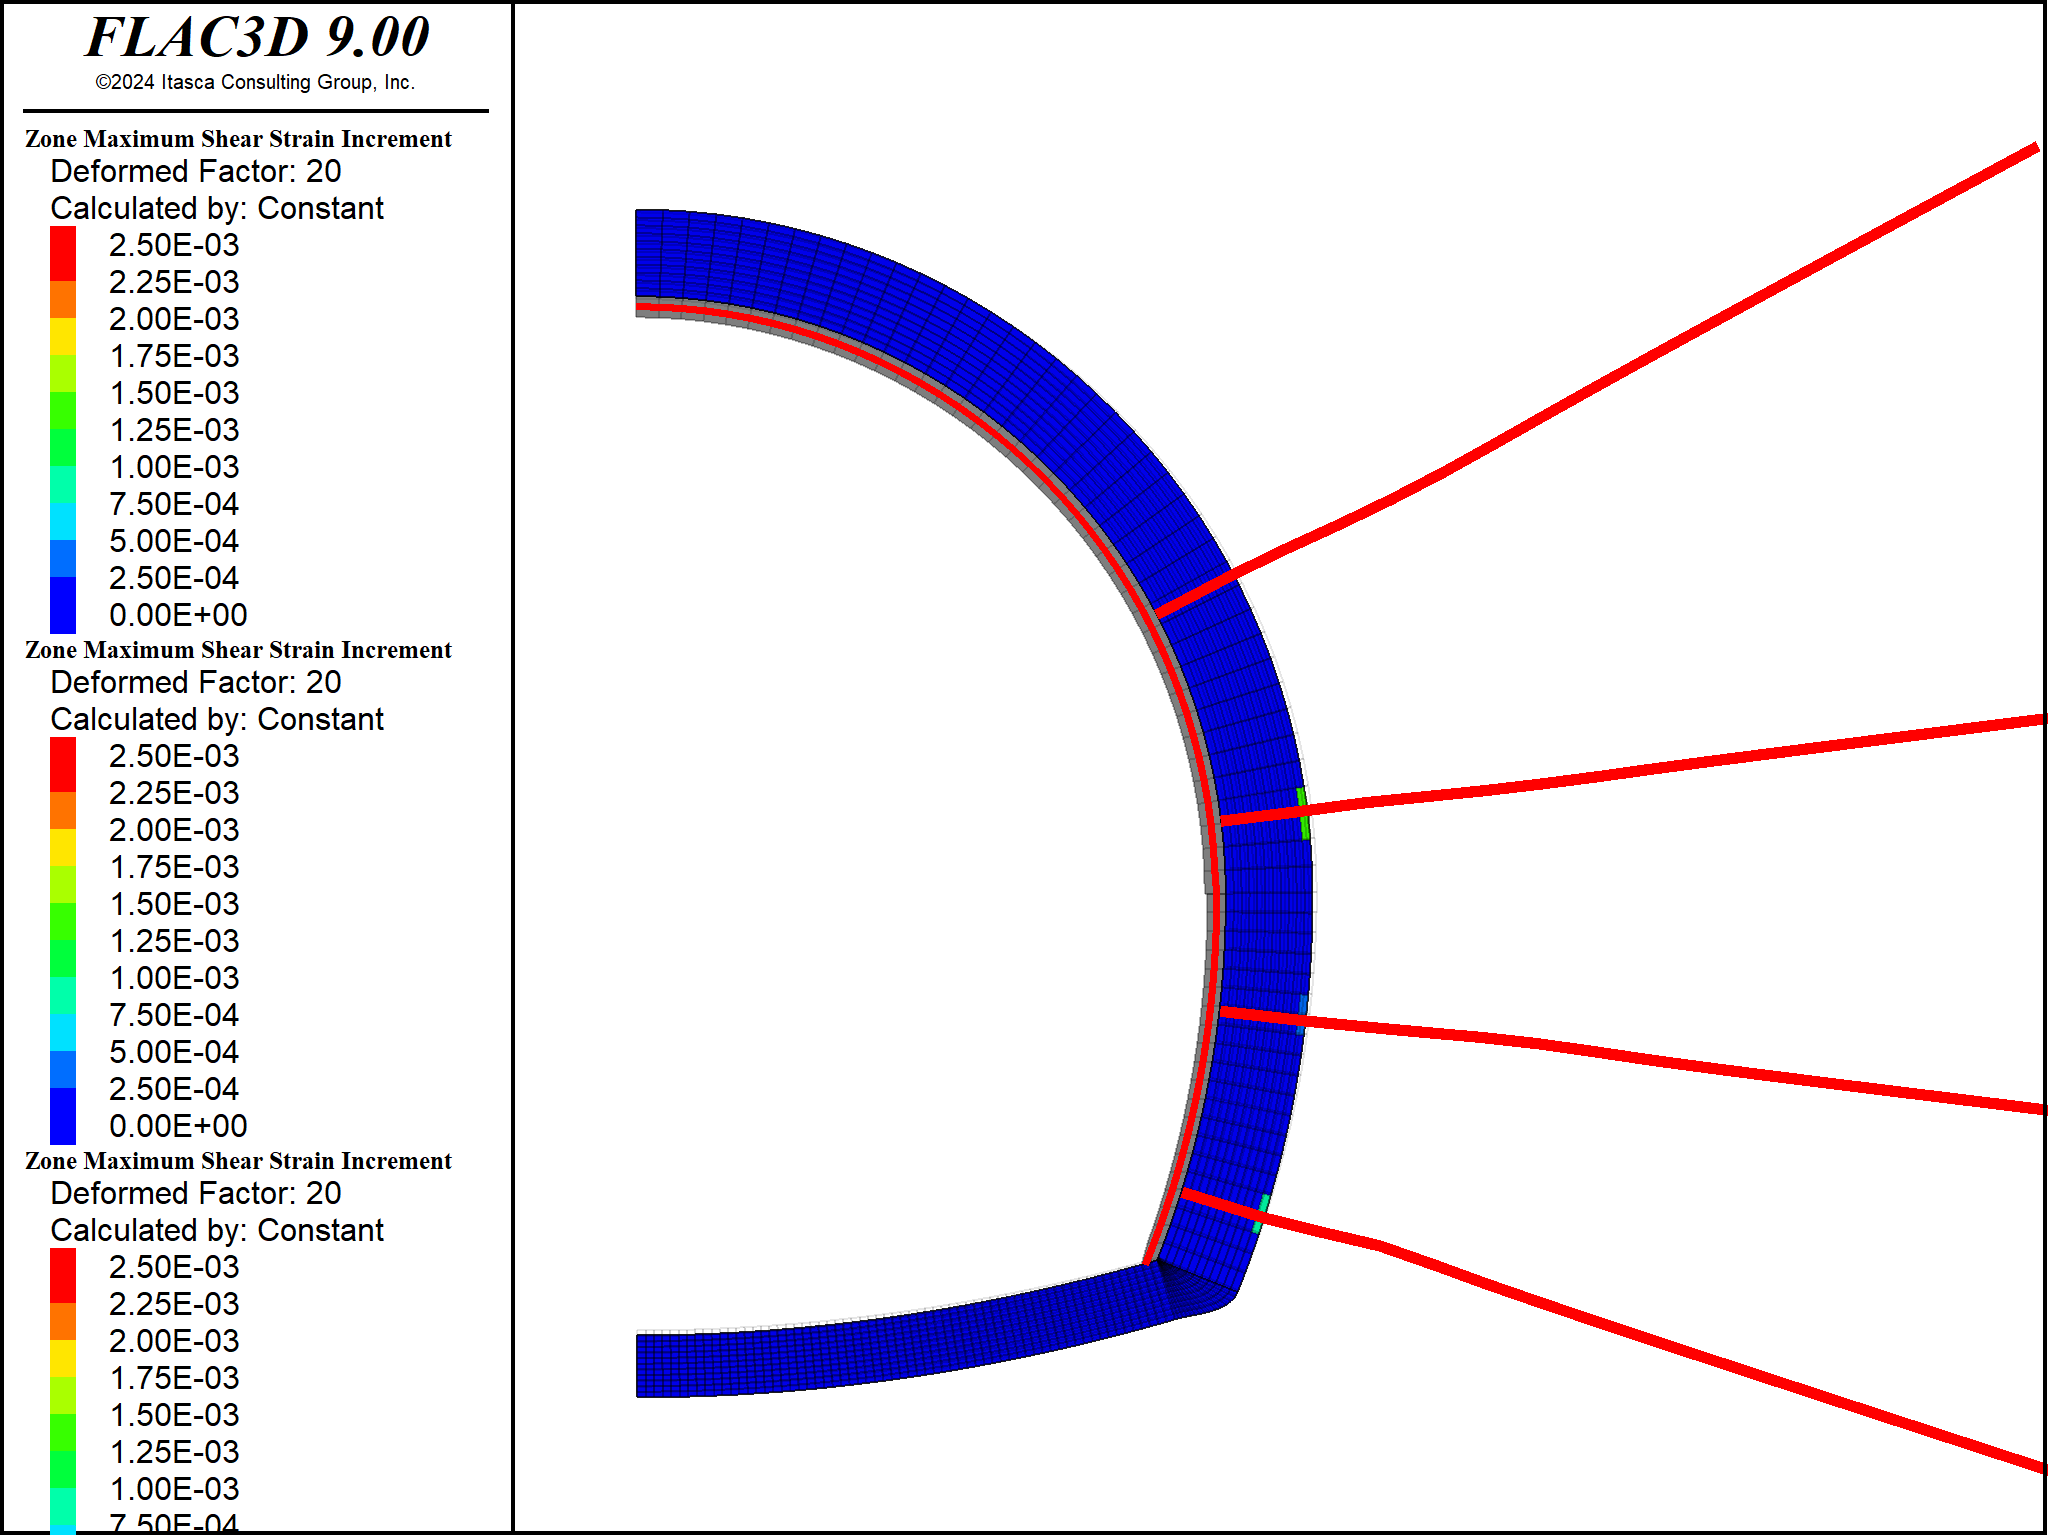 FLAC3D 9.00
©2024 Itasca Consulting Group, Inc.
Zone Maximum Shear Strain Increment
Deformed Factor: 20
Calculated by: Constant
2.50E-03
2.25E-03
2.00E-03
1.75E-03
1.50E-03
1.25E-03
1.00E-03
7.50E-04
5.00E-04
2.50E-04
0.00E+00
Zone Maximum Shear Strain Increment
Deformed Factor: 20
Calculated by: Constant
2.50E-03
2.25E-03
2.00E-03
1.75E-03
1.50E-03
1.25E-03
1.00E-03
7.50E-04
5.00E-04
2.50E-04
0.00E+00
Zone Maximum Shear Strain Increment
Deformed Factor: 20
Calculated by: Constant
2.50E-03
2.25E-03
2.00E-03
1.75E-03
1.50E-03
1.25E-03
1.00E-03
7.50E-04